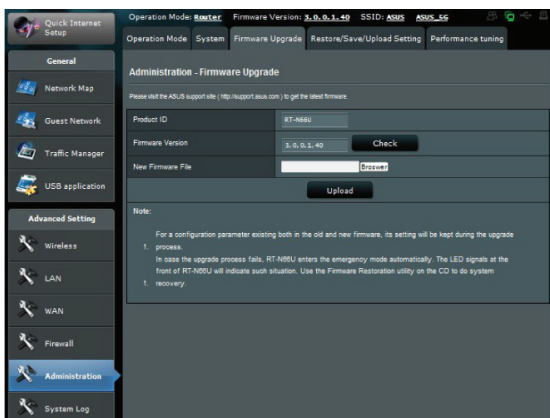 Quick Internet
Setup
Operation Mode: Router Firmware Version: 3.0.0.1.40 SSID: ASUS ASUS_5G
Operation Mode System Firmware Upgrade Restore/Save/Upload Setting Performance tuning
General
Network Map
Guest Network
Traffic Manager
USB application
Advanced Setting
Wireless
LAN
WAN
Firewall
Administration
System Log
Administration - Firmware Upgrade
Please visit the ASUS support site ( http://support.asus.com ) to get the latest firmware.
Product ID RT-N66U
Firmware Version 3.0.0.1.40 Check
New Firmware File Broswer
Upload
Note:
For a configuration parameter existing both in the old and new firmware, its setting will be kept during the upgrade
1. process.
In case the upgrade process fails, RT-N66U enters the emergency mode automatically. The LED signals at the
front of RT-N66U will indicate such situation. Use the Firmware Restoration utility on the CD to do system
1. recovery.